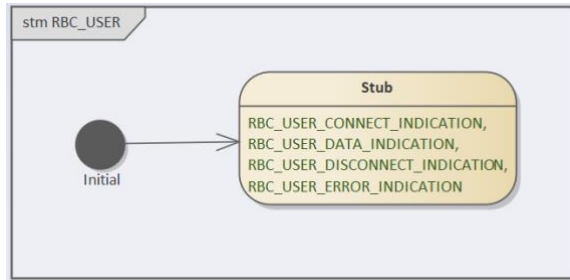 stm RBC_USER
Stub
RBC_USER_CONNECT_INDICATION,
RBC_USER_DATA_INDICATION,
RBC_USER_DISCONNECT_INDICATION,
RBC_USER_ERROR_INDICATION
Initial